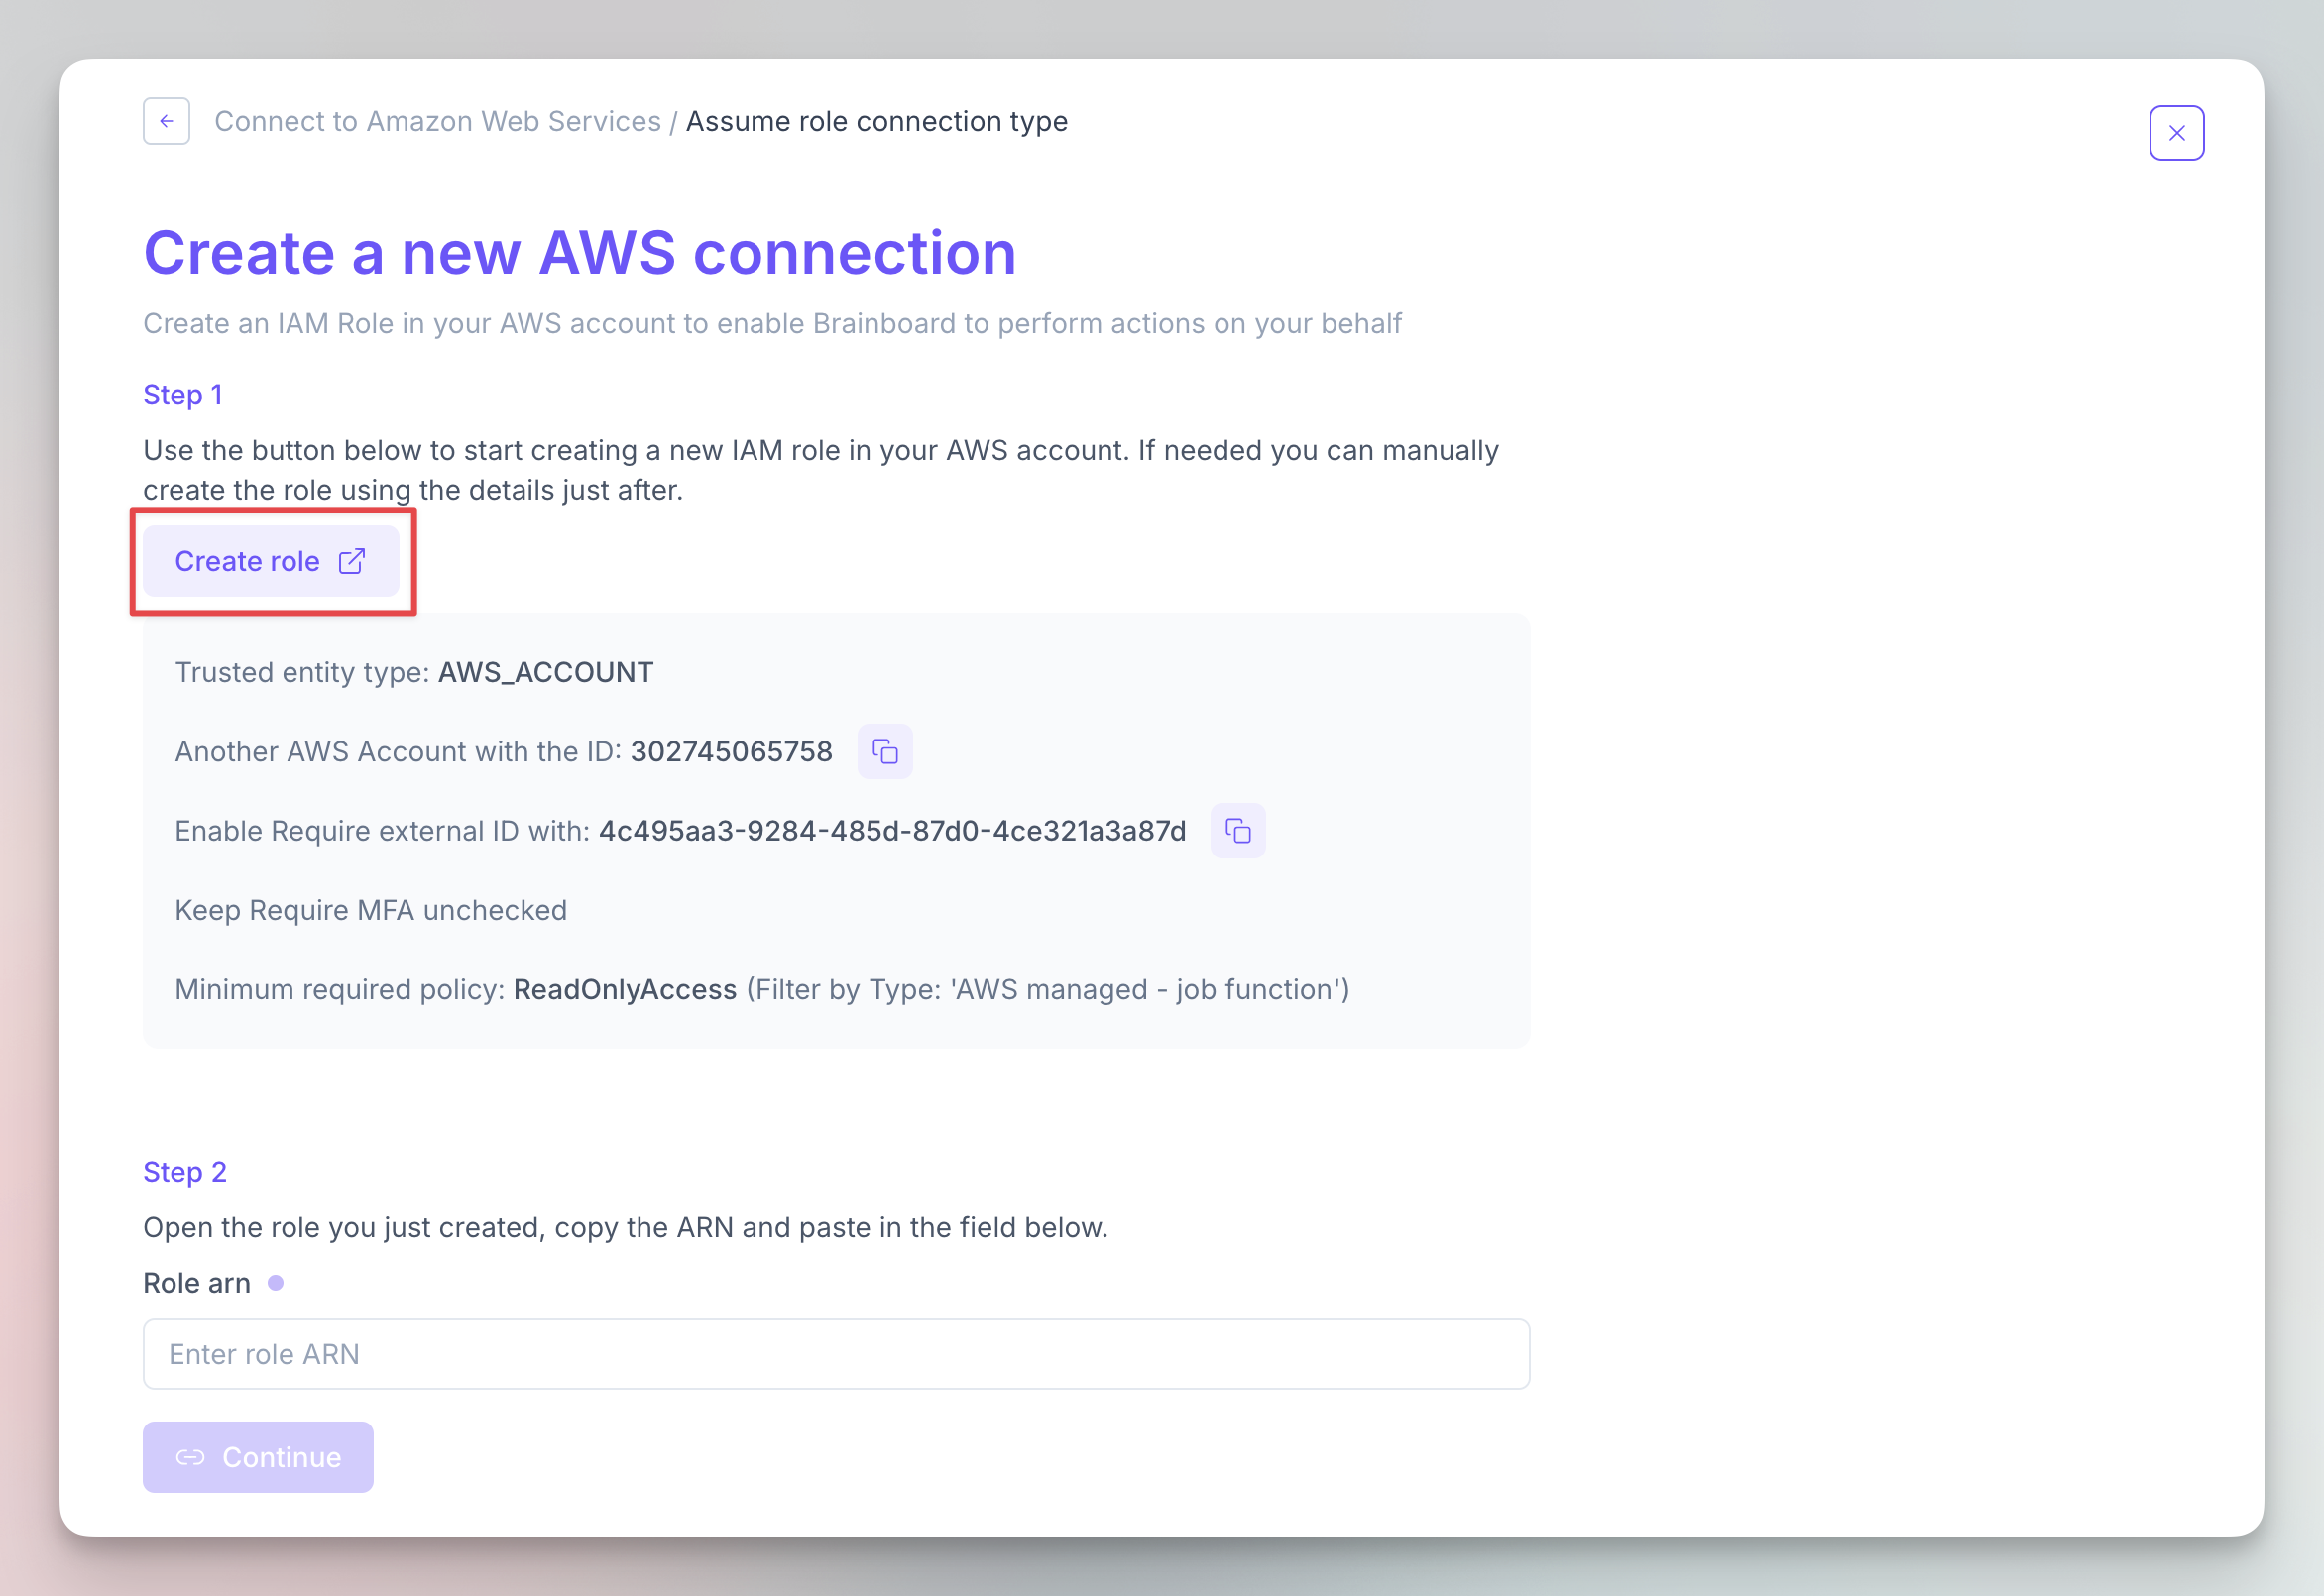 Connect to Amazon Web Services / Assume role connection type
Create a new AWS connection
Create an IAM Role in your AWS account to enable Brainboard to perform actions on your behalf
Step 1
Use the button below to start creating a new IAM role in your AWS account. If needed you can manually
create the role using the details just after.
Create role
Trusted entity type: AWS_ACCOUNT
Another AWS Account with the ID: 302745065758
Enable Require external ID with: 4c495aa3-9284-485d-87d0-4ce321a3a87d
Keep Require MFA unchecked
Minimum required policy: ReadOnlyAccess (Filter by Type: 'AWS managed - job function')
Step 2
Open the role you just created, copy the ARN and paste in the field below.
Role arn
Enter role ARN
Continue